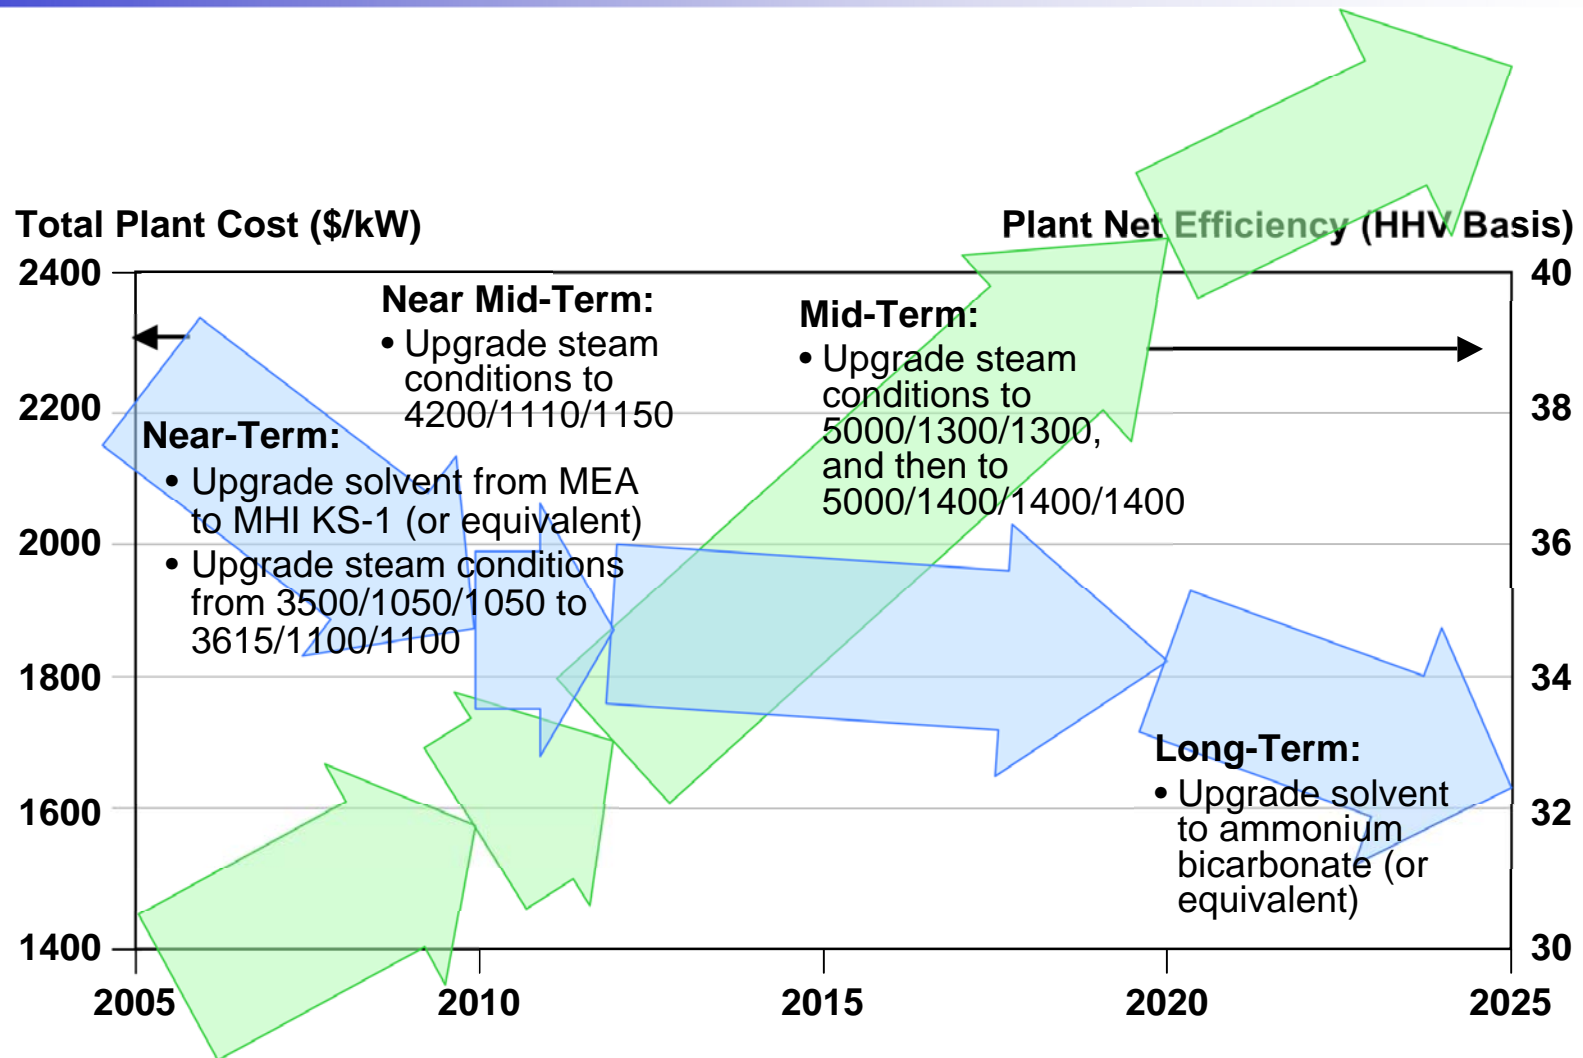 Total Plant Cost ($/kW)
Plant Net Efficiency (HHV Basis)
2400
2200
2000
1800
1600
1400
40
38
36
34
32
30
Near Mid-Term:
• Upgrade steam
conditions to
4200/1110/1150
Mid-Term:
• Upgrade steam
conditions to
5000/1300/1300,
and then to
5000/1400/1400/1400
Near-Term:
• Upgrade solvent from MEA
to MHI KS-1 (or equivalent)
• Upgrade steam conditions
from 3500/1050/1050 to
3615/1100/1100
Long-Term:
• Upgrade solvent
to ammonium
bicarbonate (or
equivalent)
2005
2010
2015
2020
2025